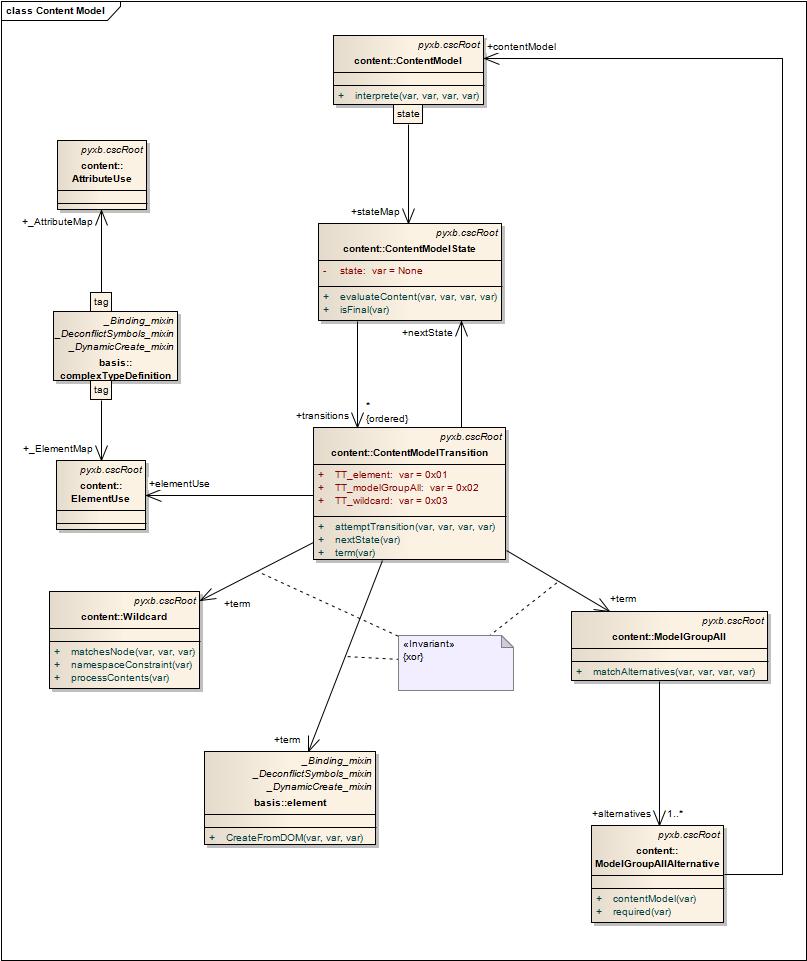 class Content Model
pyxb.cscRoot
content::ContentModel
+ interprete(var, var, var, var)
+contentModel
state
pyxb.cscRoot
content::
AttributeUse
+_AttributeMap
+stateMap
pyxb.cscRoot
content::ContentModelState
- state: var = None
+ evaluateContent(var, var, var, var)
+ isFinal(var)
tag
_Binding_mixin
_DeconflictSymbols_mixin
_DynamicCreate_mixin
basis::
complexTypeDefinition
tag
+nextState
+transitions
*
{ordered}
+_ElementMap
pyxb.cscRoot
content::
ElementUse
+elementUse
pyxb.cscRoot
content::ContentModelTransition
+ TT_element: var = 0x01
+ TT_modelGroupAll: var = 0x02
+ TT_wildcard: var = 0x03
+ attemptTransition(var, var, var, var)
+ nextState(var)
+ term(var)
pyxb.cscRoot
content::Wildcard
+ matchesNode(var, var, var)
+ namespaceConstraint(var)
+ processContents(var)
+term
+term
pyxb.cscRoot
content::ModelGroupAll
+ matchAlternatives(var, var, var, var)
«Invariant»
{xor}
+term
_Binding_mixin
_DeconflictSymbols_mixin
_DynamicCreate_mixin
basis::element
+ CreateFromDOM(var, var, var)
+alternatives
1..*
pyxb.cscRoot
content::
ModelGroupAllAlternative
+ contentModel(var)
+ required(var)